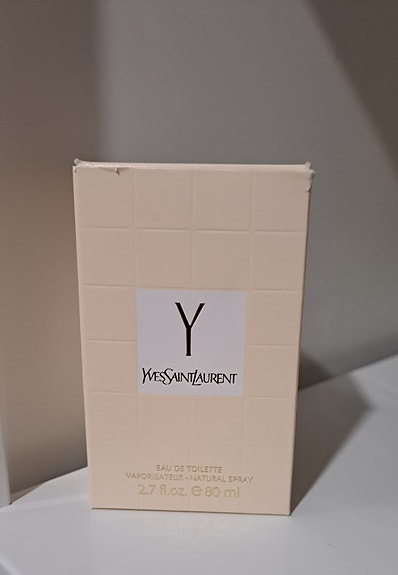 Y
YVESSAINTLAURENT
EAU DE TOILETTE
VAPORISATEUR-NATURAL SPRAY
2.7 fl.oz. ℮ 80 ml